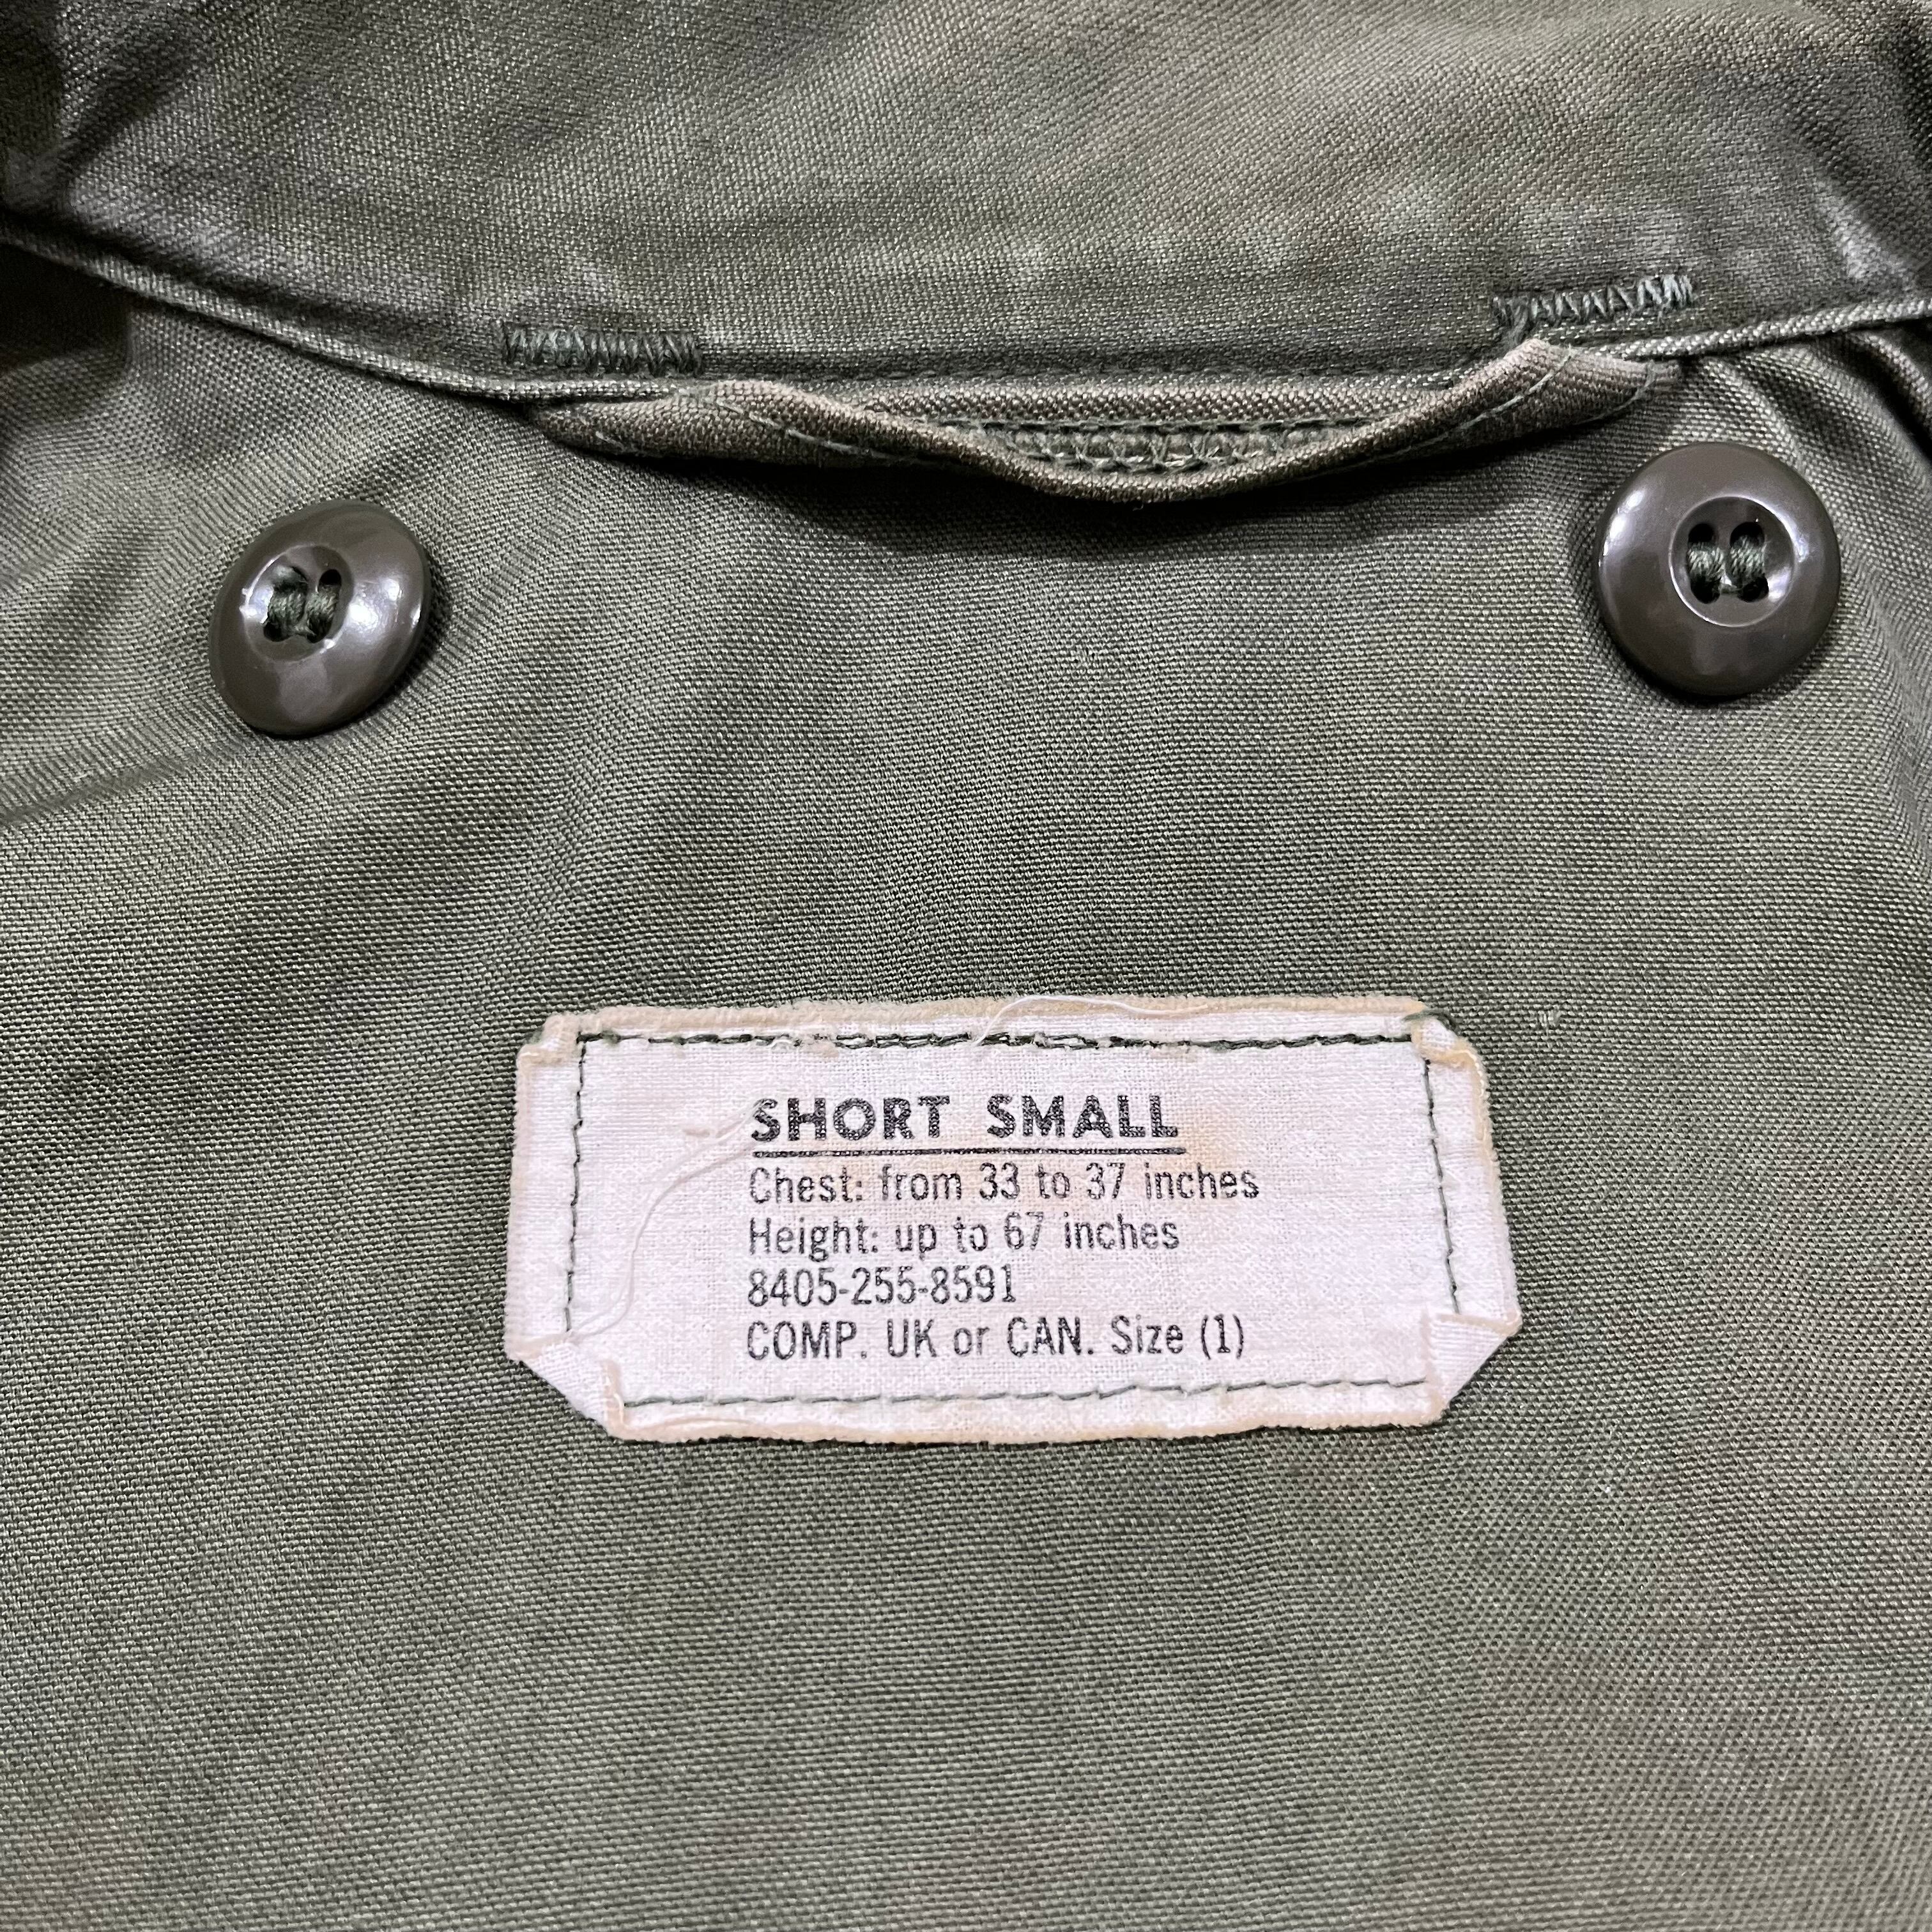 SHORT SMALL
Chest: from 33 to 37 inches
Height: up to 67 inches
8405-255-8591
COMP. UK or CAN. Size (1)